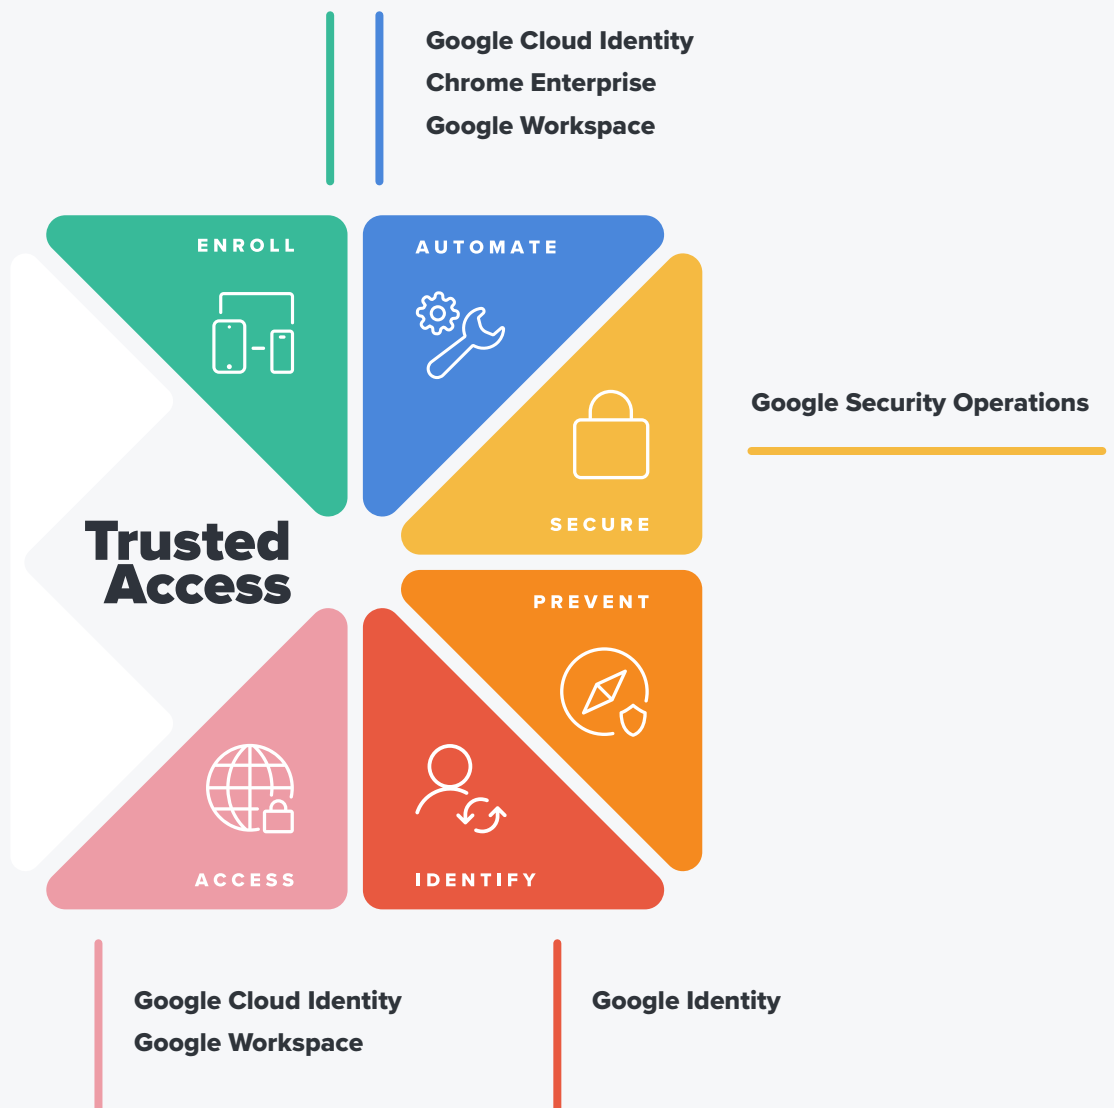 Google Cloud Identity
Chrome Enterprise
Google Workspace
ENROLL
AUTOMATE
Google Security Operations
SECURE
Trusted
Access
PREVENT
ACCESS
IDENTIFY
Google Cloud Identity
Google Workspace
Google Identity